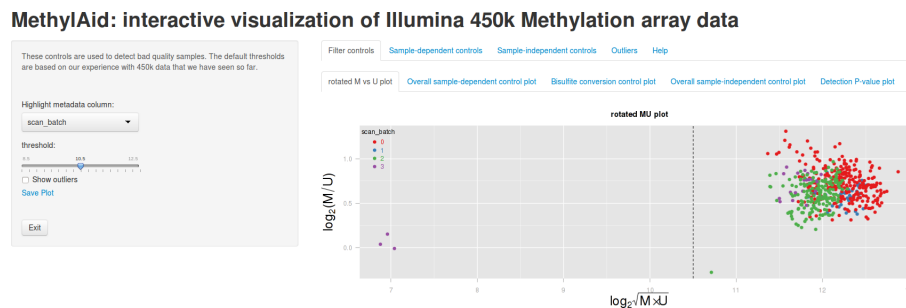 MethylAid: interactive visualization of Illumina 450k Methylation array data
These controls are used to detect bad quality samples. The default thresholds
are based on our experience with 450k data that we have seen so far.
Highlight metadata column:
scan_batch
threshold:
8.5 10.5 12.5
Show outliers
Save Plot
Exit
Filter controls Sample-dependent controls Sample-independent controls Outliers Help
rotated M vs U plot Overall sample-dependent control plot Bisulfite conversion control plot Overall sample-independent control plot Detection P-value plot
rotated MU plot
scan_batch
0
1
2
3
log₂(M/U)
1.0
0.5
0.0
7 8 9 10 11 12
log₂√M×U